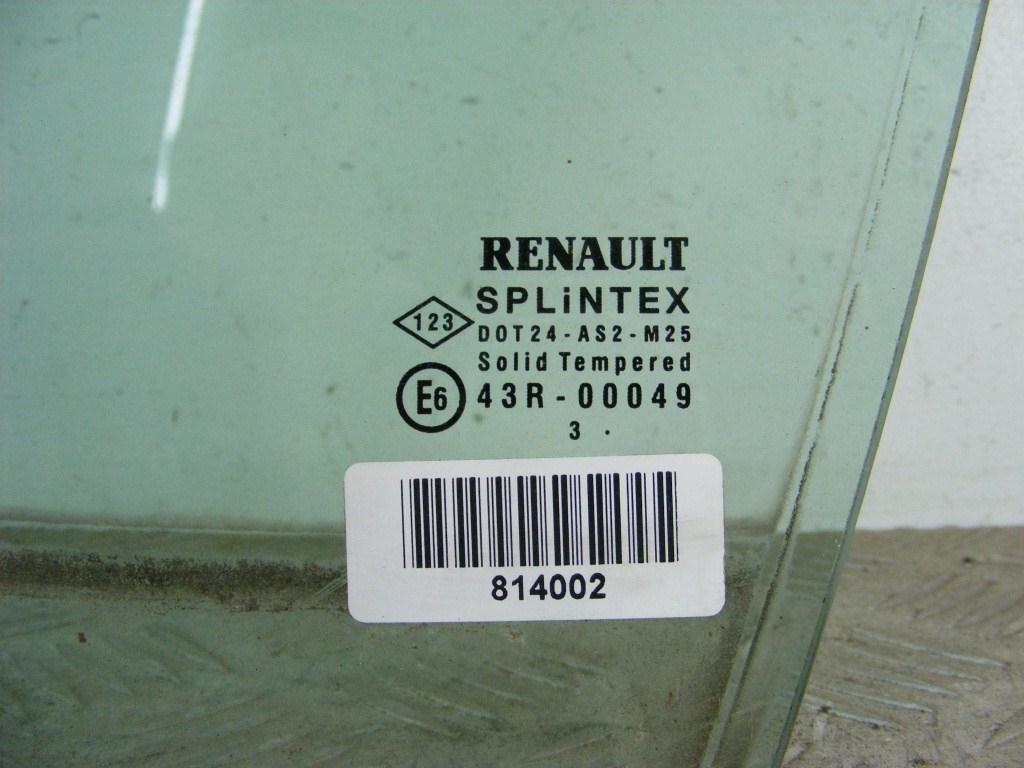 RENAULT
SPLiNTEX
123
DOT24-AS2-M25
Solid Tempered
E6 43R-00049
3 .
814002